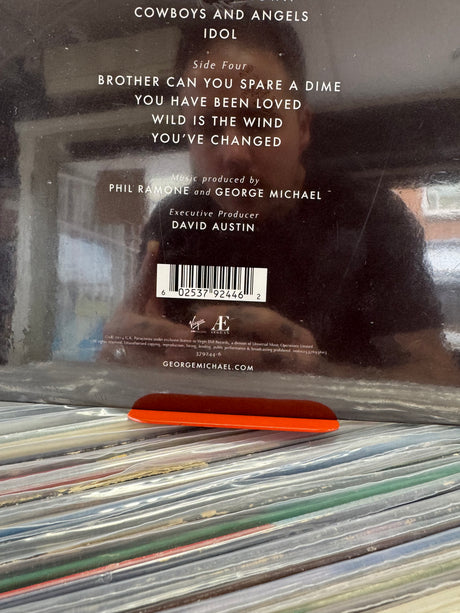 COWBOYS AND ANGELS
IDOL
Side Four
BROTHER CAN YOU SPARE A DIME
YOU HAVE BEEN LOVED
WILD IS THE WIND
YOU'VE CHANGED
Music produced by
PHIL RAMONE and GEORGE MICHAEL
Executive Producer
DAVID AUSTIN
6 02537 92446 2
379244-6
GEORGEMICHAEL.COM